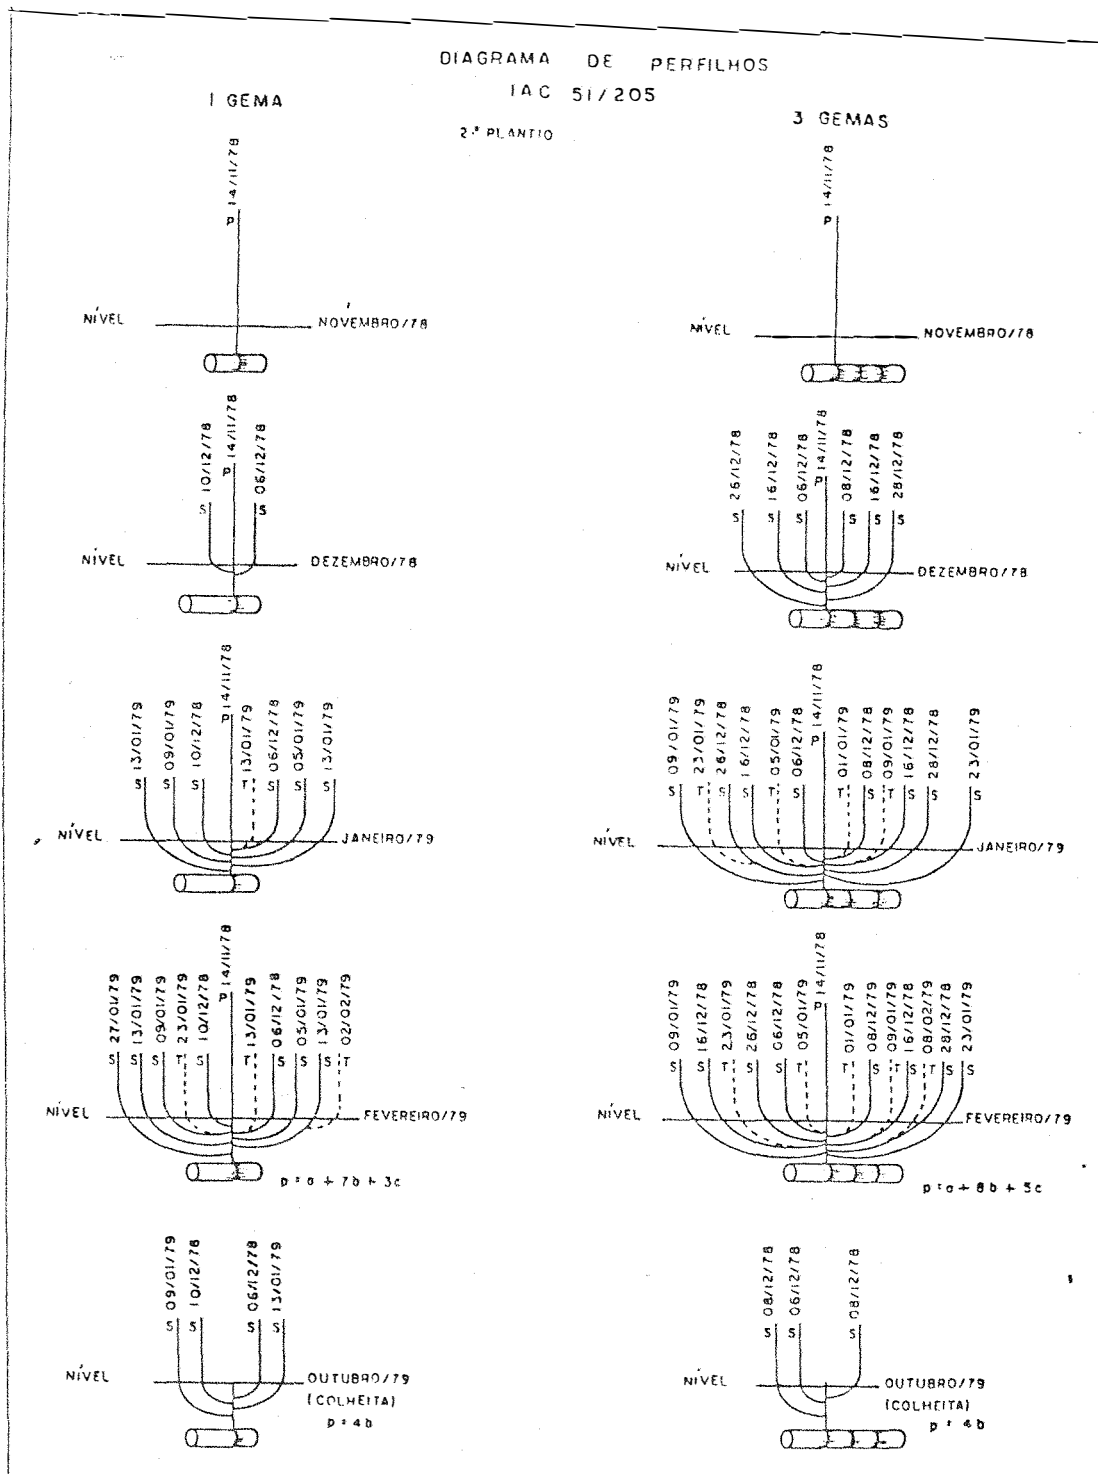 DIAGRAMA DE PERFILHOS
IAC 51/205
2.ª PLANTIO
1 GEMA
P 14/11/78
NÍVEL NOVEMBRO/78
S 10/12/78
P 14/11/78
S 06/12/78
NÍVEL DEZEMBRO/78
S 13/01/79
S 09/01/79
S 10/12/78
P 14/11/78
T 13/01/79
S 06/12/78
S 05/01/79
S 13/01/79
NÍVEL JANEIRO/79
S 27/01/79
S 13/01/79
S 09/01/79
T 23/01/79
S 10/12/78
P 14/11/78
T 13/01/79
S 06/12/78
S 05/01/79
S 13/01/79
T 02/02/79
NÍVEL FEVEREIRO/79
p = a + 7b + 3c
S 09/01/79
S 10/12/78
S 06/12/78
S 13/01/79
NÍVEL OUTUBRO/79
(COLHEITA)
p = 4b
3 GEMAS
P 14/11/78
NÍVEL NOVEMBRO/78
S 26/12/78
S 16/12/78
S 06/12/78
P 14/11/78
S 08/12/78
S 16/12/78
S 28/12/78
NÍVEL DEZEMBRO/78
S 09/01/79
T 23/01/79
S 26/12/78
S 16/12/78
T 05/01/79
S 06/12/78
P 14/11/78
T 01/01/79
S 08/12/78
T 09/01/79
S 16/12/78
S 28/12/78
S 23/01/79
NÍVEL JANEIRO/79
S 09/01/79
S 16/12/78
T 23/01/79
S 26/12/78
S 06/12/78
T 05/01/79
P 14/11/78
T 01/01/79
S 08/12/79
T 09/01/79
S 16/12/78
T 08/02/79
S 28/12/78
S 23/01/79
NÍVEL FEVEREIRO/79
p = a + 8b + 5c
S 08/12/78
S 06/12/78
S 08/12/78
NÍVEL OUTUBRO/79
(COLHEITA)
p = 4b